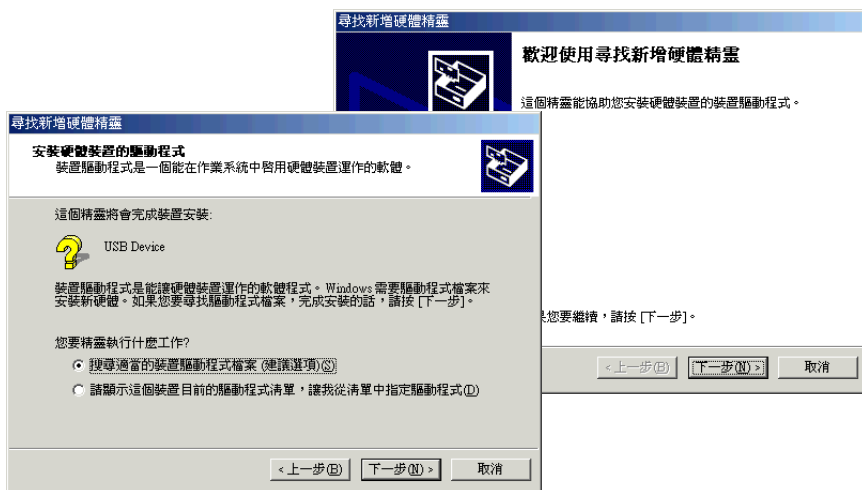 尋找新增硬體精靈
歡迎使用尋找新增硬體精靈
這個精靈能協助您安裝硬體裝置的裝置驅動程式。
您要繼續，請按 [下一步]。
<上一步(B)
下一步(N) >
取消
尋找新增硬體精靈
安裝硬體裝置的驅動程式
裝置驅動程式是一個能在作業系統中啓用硬體裝置運作的軟體。
這個精靈將會完成裝置安裝:
USB Device
裝置驅動程式是能讓硬體裝置運作的軟體程式。Windows 需要驅動程式檔案來
安裝新硬體。如果您要尋找驅動程式檔案，完成安裝的話，請按 [下一步]。
您要精靈執行什麼工作?
搜尋適當的裝置驅動程式檔案 (建議選項)(S)
請顯示這個裝置目前的驅動程式清單，讓我從清單中指定驅動程式(D)
<上一步(B)
下一步(N) >
取消